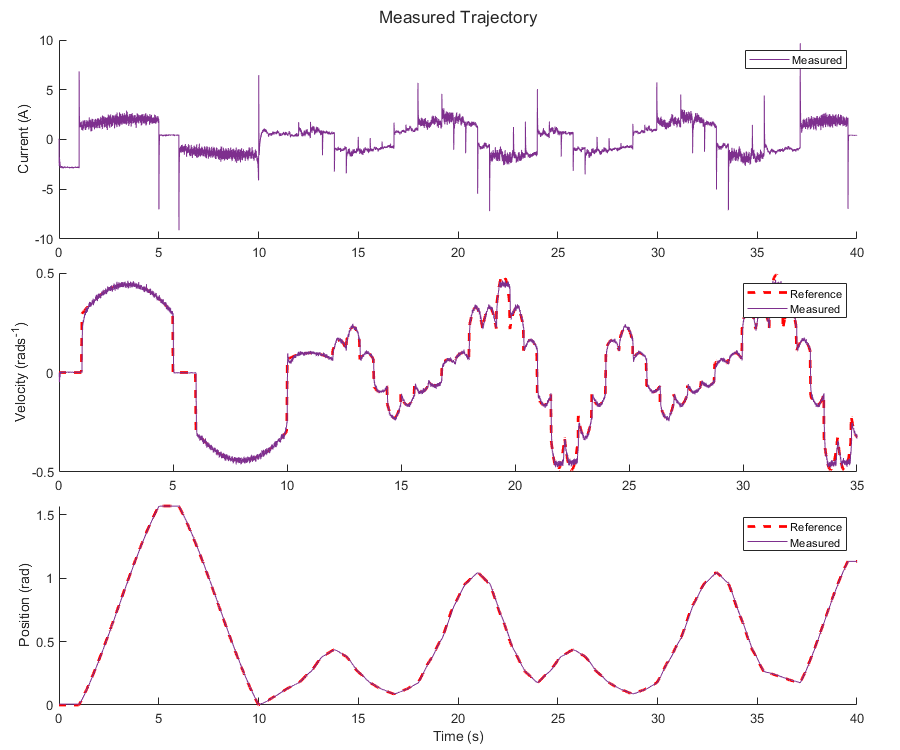 Measured Trajectory
10
5
0
-5
-10
Current (A)
Measured
0 5 10 15 20 25 30 35 40
0.5
0
-0.5
Velocity (rads-1)
Reference
Measured
0 5 10 15 20 25 30 35
1.5
1
0.5
0
Position (rad)
Reference
Measured
0 5 10 15 20 25 30 35 40
Time (s)